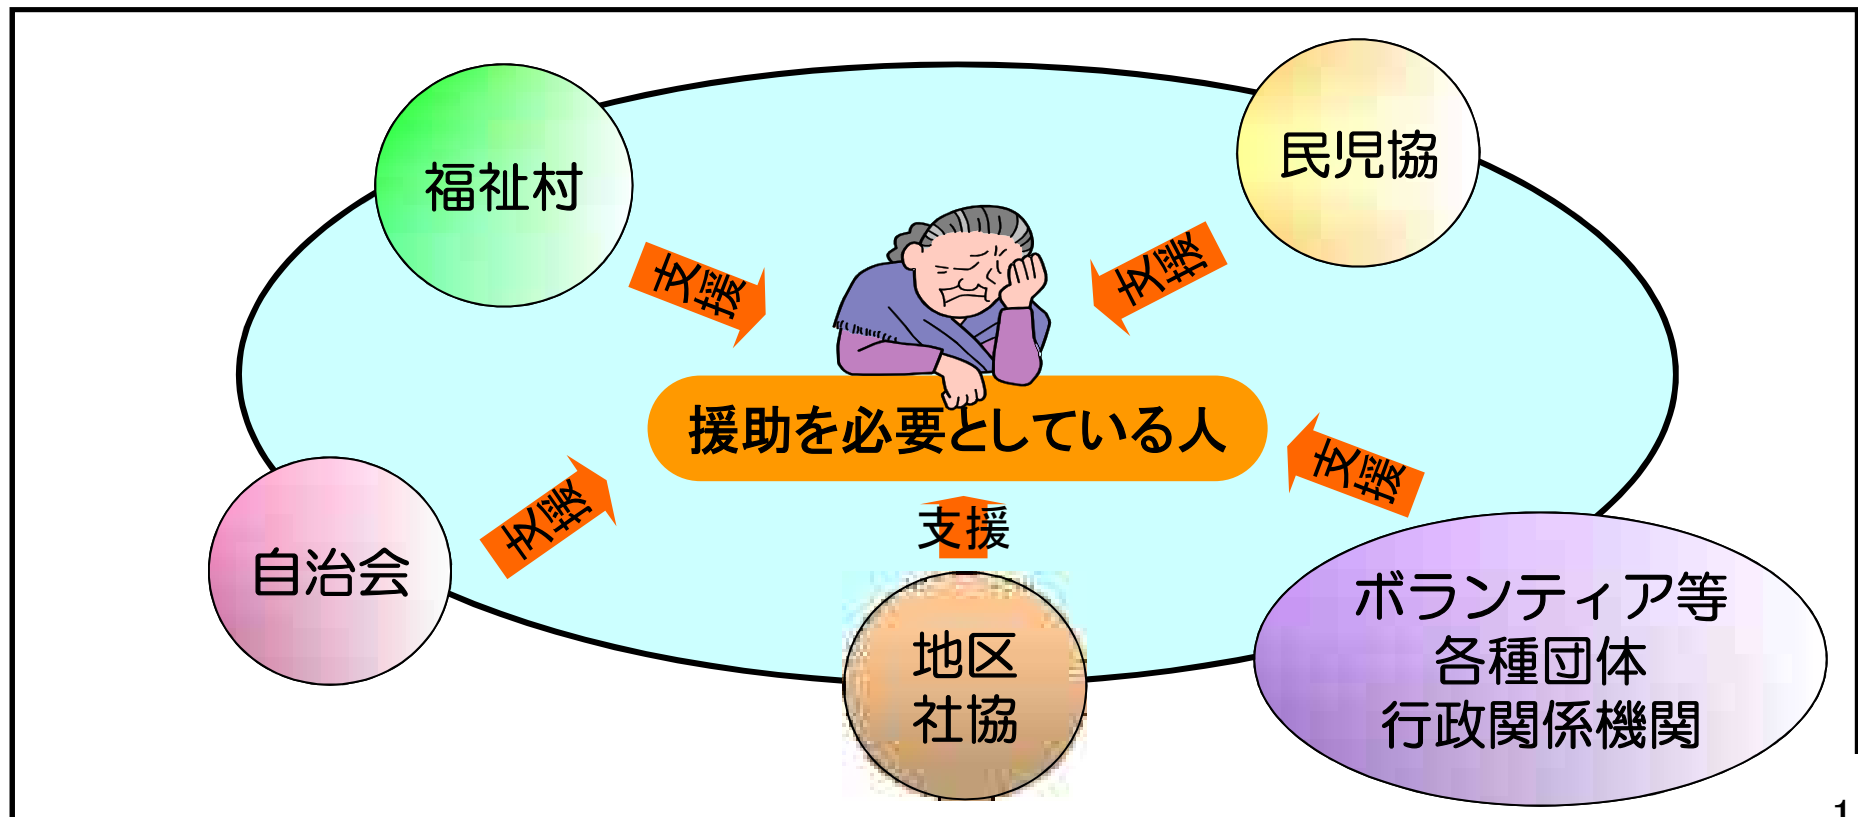 福祉村
民児協
支援
支援
援助を必要としている人
支援
支援
支援
自治会
地区
社協
ボランティア等
各種団体
行政関係機関
1